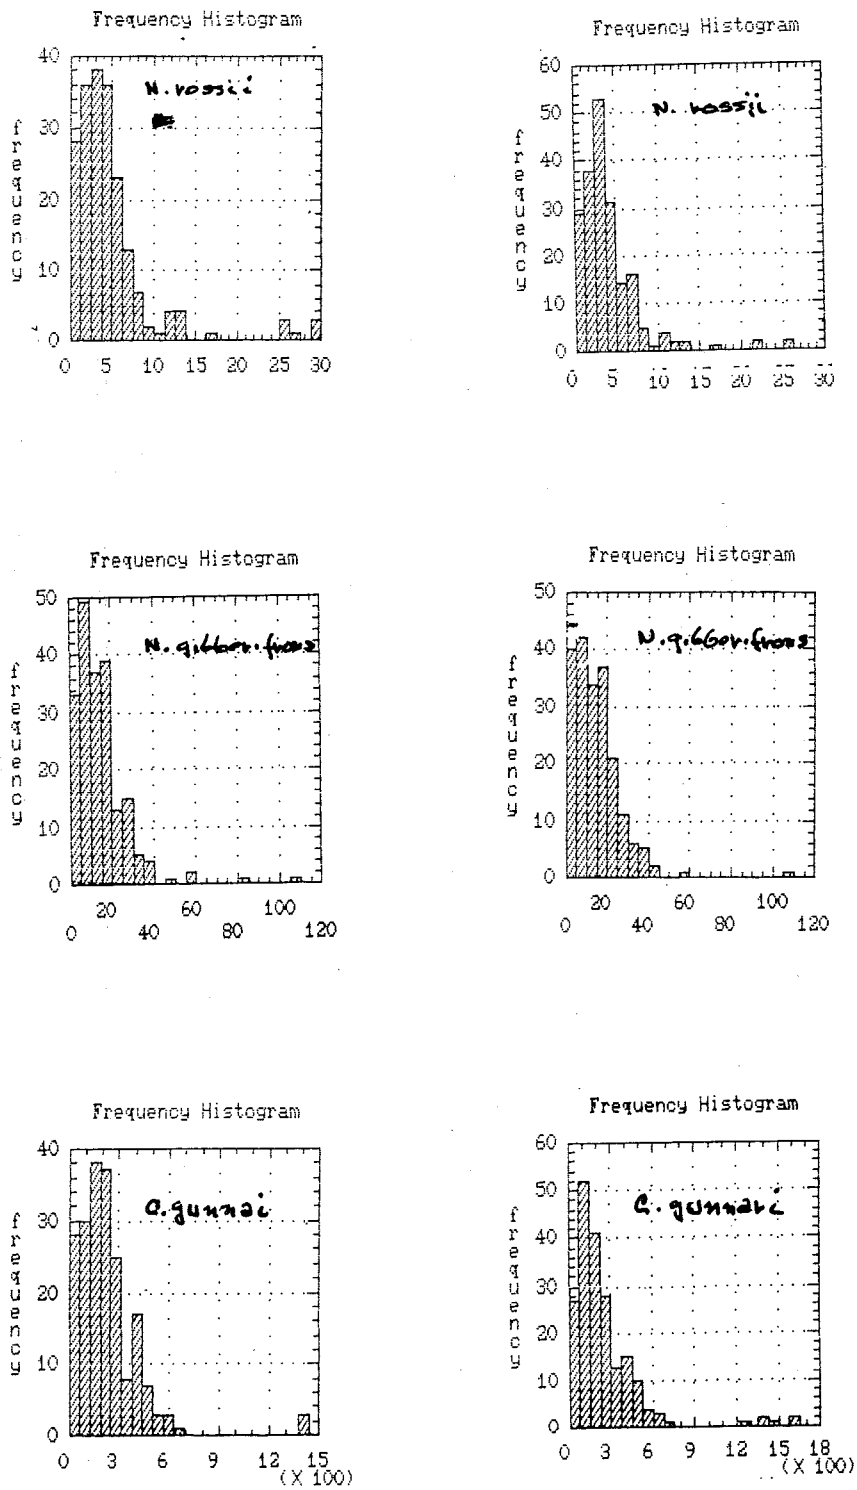 Frequency Histogram
40
30
20
10
0
frequency
N. rossii
0 5 10 15 20 25 30
Frequency Histogram
60
50
40
30
20
10
0
frequency
N. rossii
0 5 10 15 20 25 30
Frequency Histogram
50
40
30
20
10
0
frequency
N. gibberifrons
20 60 100
0 40 80 120
Frequency Histogram
50
40
30
20
10
0
frequency
N. gibberifrons
20 60 100
0 40 80 120
Frequency Histogram
40
30
20
10
0
frequency
C. gunnai
0 3 6 9 12 15
(X 100)
Frequency Histogram
60
50
40
30
20
10
0
frequency
C. gunnari
0 3 6 9 12 15 18
(X 100)